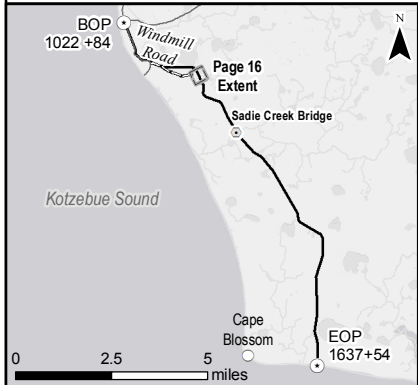 N
BOP
1022 +84
Windmill
Road
Page 16
Extent
Sadie Creek Bridge
Kotzebue Sound
Cape
Blossom
EOP
1637+54
0 2.5 5
miles